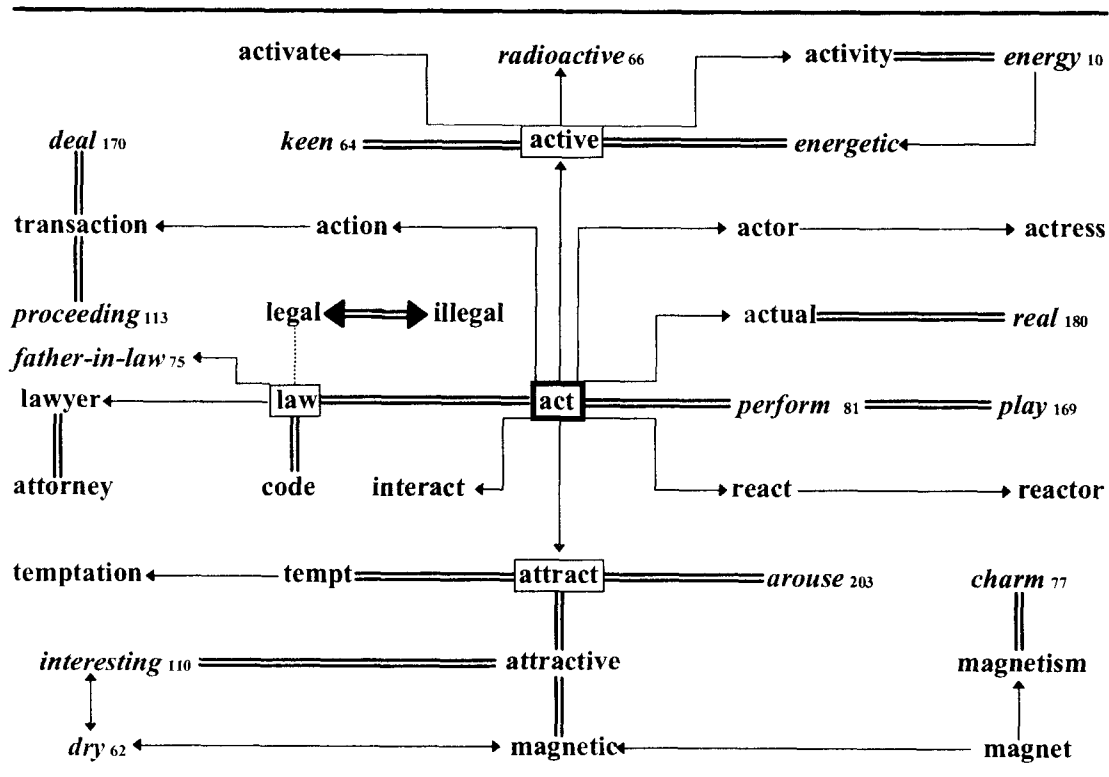 activate radioactive 66 activity energy 10
deal 170 keen 64 active energetic
transaction action actor actress
proceeding 113 legal illegal actual real 180
father-in-law 75
lawyer law act perform 81 play 169
attorney code interact react reactor
temptation tempt attract arouse 203 charm 77
interesting 110 attractive magnetism
dry 62 magnetic magnet